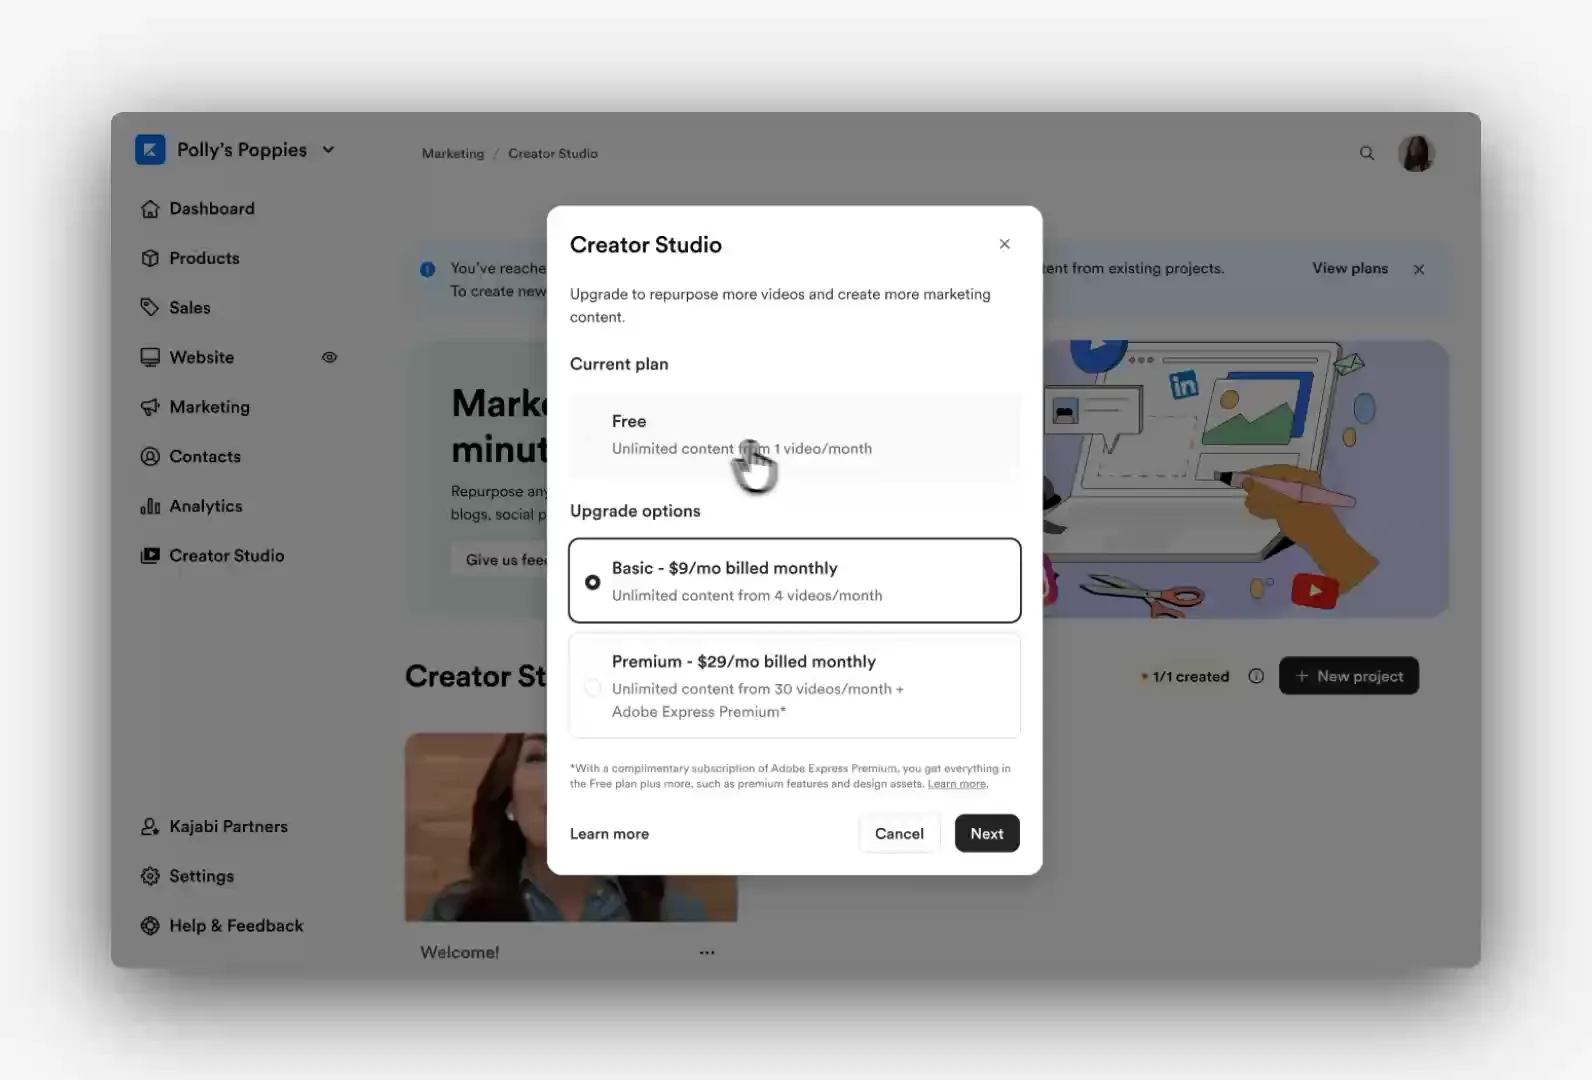 Polly's Poppies
Marketing / Creator Studio
Dashboard
Products
Sales
Website
Marketing
Contacts
Analytics
Creator Studio
Kajabi Partners
Settings
Help & Feedback
You've reache
To create new
tent from existing projects.
View plans
Mark
minut
Repurpose any
blogs, social p
Give us fee
in
Creator St
1/1 created
+ New project
Welcome!
Creator Studio
Upgrade to repurpose more videos and create more marketing
content.
Current plan
Free
Unlimited content from 1 video/month
Upgrade options
Basic - $9/mo billed monthly
Unlimited content from 4 videos/month
Premium - $29/mo billed monthly
Unlimited content from 30 videos/month +
Adobe Express Premium*
*With a complimentary subscription of Adobe Express Premium, you get everything in
the Free plan plus more, such as premium features and design assets. Learn more.
Learn more
Cancel
Next